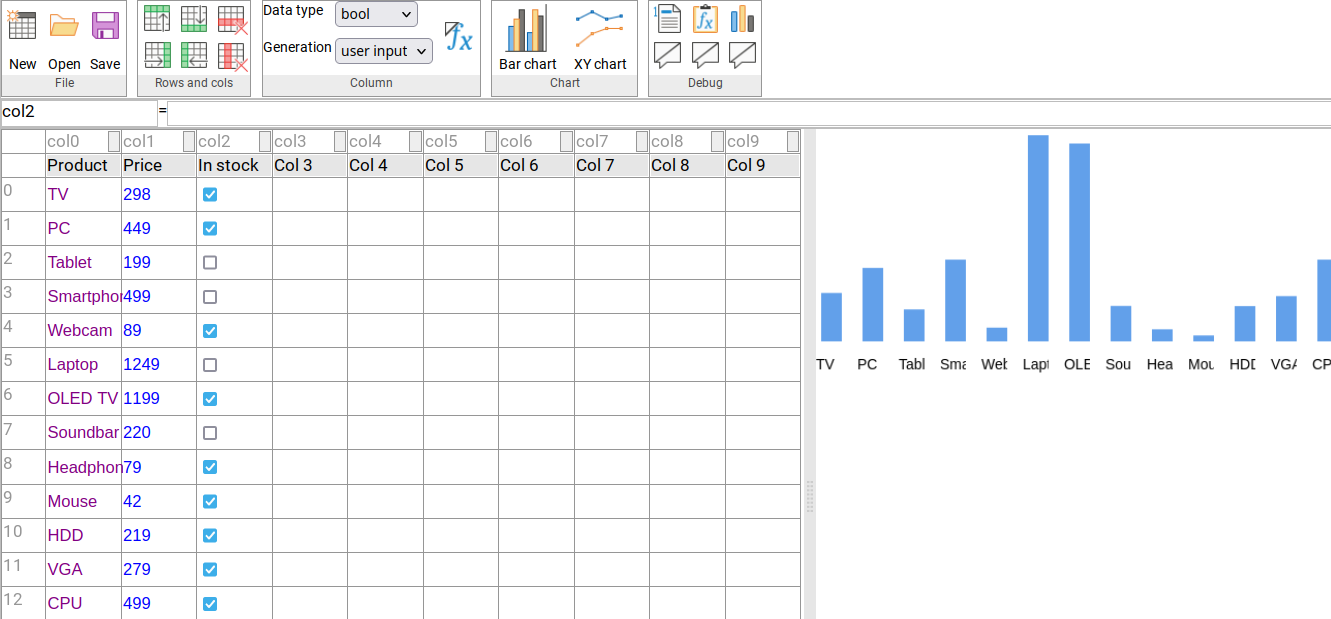 Data type bool
Generation user input
New Open Save
Bar chart XY chart
File Rows and cols Column Chart Debug
col2 =
col0 col1 col2 col3 col4 col5 col6 col7 col8 col9
Product Price In stock Col 3 Col 4 Col 5 Col 6 Col 7 Col 8 Col 9
0 TV 298
1 PC 449
2 Tablet 199
3 Smartphor 499
4 Webcam 89
5 Laptop 1249
6 OLED TV 1199
7 Soundbar 220
8 Headphon 79
9 Mouse 42
10 HDD 219
11 VGA 279
12 CPU 499
TV PC Tabl Sma Web Lapt OLE Sou Hea Mou HDD VGA CP